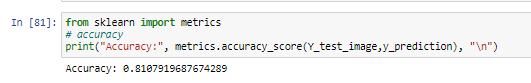 In [81]: from sklearn import metrics
# accuracy
print("Accuracy:", metrics.accuracy_score(Y_test_image,y_prediction), "\n")
Accuracy: 0.8107919687674289